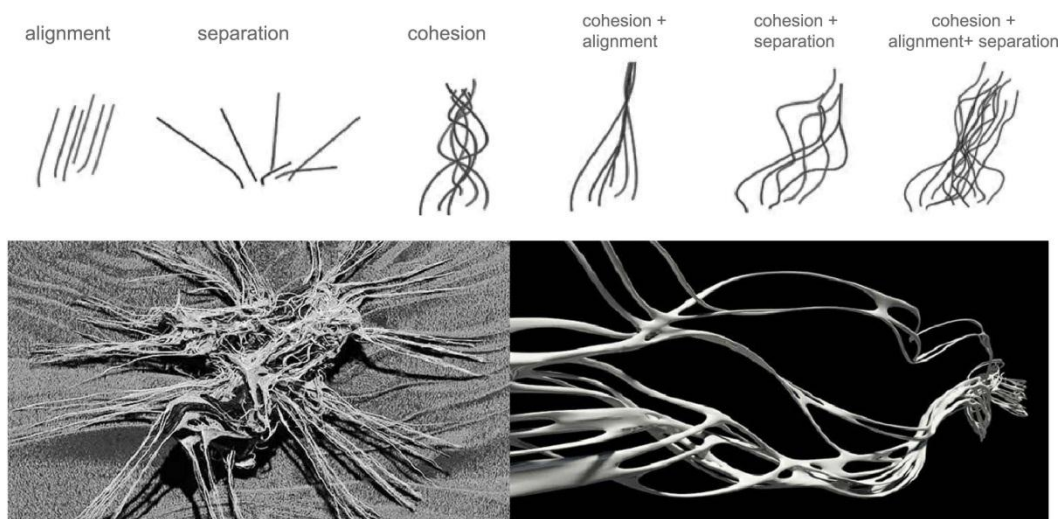 alignment
separation
cohesion
cohesion +
alignment
cohesion +
separation
cohesion +
alignment+ separation